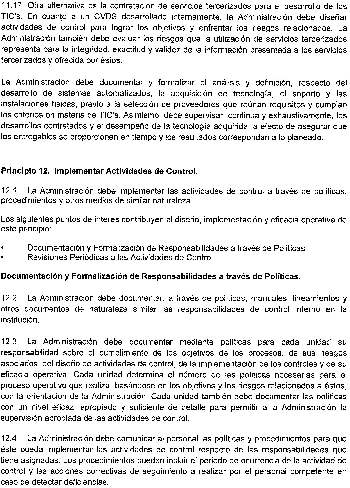 11.17 Otra alternativa es la contratación de servicios tercerizados para el desarrollo de las
TIC's. En cuanto a un CVDS desarrollado internamente, la Administración debe diseñar
actividades de control para lograr los objetivos y enfrentar los riesgos relacionados. La
Administración también debe evaluar los riesgos que la utilización de servicios tercerizados
representa para la integridad, exactitud y validez de la información presentada a los servicios
tercerizados y ofrecida por éstos.
La Administración debe documentar y formalizar el análisis y definición, respecto del
desarrollo de sistemas automatizados, la adquisición de tecnología, el soporte y las
instalaciones físicas, previo a la selección de proveedores que reúnan requisitos y cumplan
los criterios en materia de TIC's. Asimismo, debe supervisar, continua y exhaustivamente, los
desarrollos contratados y el desempeño de la tecnología adquirida, a efecto de asegurar que
los entregables se proporcionen en tiempo y los resultados correspondan a lo planeado.
Principio 12. Implementar Actividades de Control.
12.1 La Administración debe implementar las actividades de control a través de políticas,
procedimientos y otros medios de similar naturaleza.
Los siguientes puntos de interés contribuyen al diseño, implementación y eficacia operativa de
este principio:
• Documentación y Formalización de Responsabilidades a través de Políticas
• Revisiones Periódicas a las Actividades de Control
Documentación y Formalización de Responsabilidades a través de Políticas.
12.2 La Administración debe documentar, a través de políticas, manuales, lineamientos y
otros documentos de naturaleza similar las responsabilidades de control interno en la
institución.
12.3 La Administración debe documentar mediante políticas para cada unidad su
responsabilidad sobre el cumplimiento de los objetivos de los procesos, de sus riesgos
asociados, del diseño de actividades de control, de la implementación de los controles y de su
eficacia operativa. Cada unidad determina el número de las políticas necesarias para el
proceso operativo que realiza, basándose en los objetivos y los riesgos relacionados a éstos,
con la orientación de la Administración. Cada unidad también debe documentar las políticas
con un nivel eficaz, apropiado y suficiente de detalle para permitir a la Administración la
supervisión apropiada de las actividades de control.
12.4 La Administración debe comunicar al personal las políticas y procedimientos para que
éste pueda implementar las actividades de control respecto de las responsabilidades que
tiene asignadas. Los procedimientos pueden incluir el periodo de ocurrencia de la actividad de
control y las acciones correctivas de seguimiento a realizar por el personal competente en
caso de detectar deficiencias.